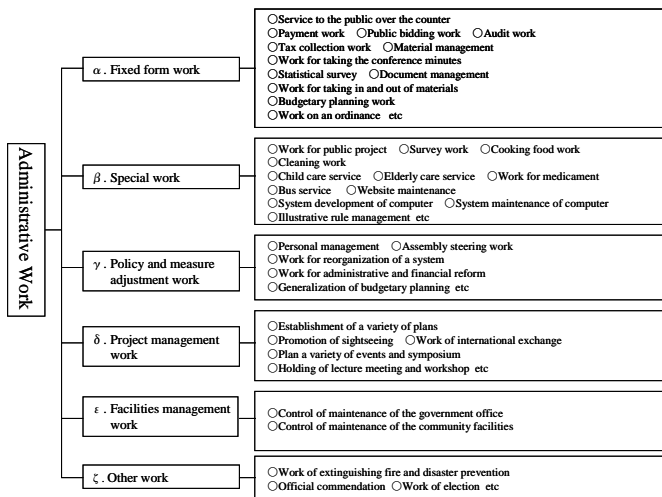 Administrative Work
α . Fixed form work
○Service to the public over the counter
○Payment work ○Public bidding work ○Audit work
○Tax collection work ○Material management
○Work for taking the conference minutes
○Statistical survey ○Document management
○Work for taking in and out of materials
○Budgetary planning work
○Work on an ordinance etc
β . Special work
○Work for public project ○Survey work ○Cooking food work
○Cleaning work
○Child care service ○Elderly care service ○Work for medicament
○Bus service ○Website maintenance
○System development of computer ○System maintenance of computer
○Illustrative rule management etc
γ . Policy and measure
adjustment work
○Personal management ○Assembly steering work
○Work for reorganization of a system
○Work for administrative and financial reform
○Generalization of budgetary planning etc
δ . Project management
work
○Establishment of a variety of plans
○Promotion of sightseeing ○Work of international exchange
○Plan a variety of events and symposium
○Holding of lecture meeting and workshop etc
ε . Facilities management
work
○Control of maintenance of the government office
○Control of maintenance of the community facilities
ζ . Other work
○Work of extinguishing fire and disaster prevention
○Official commendation ○Work of election etc